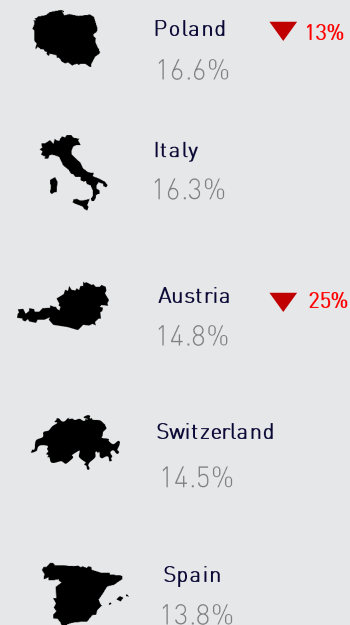 Poland 13%
16.6%
Italy
16.3%
Austria 25%
14.8%
Switzerland
14.5%
Spain
13.8%